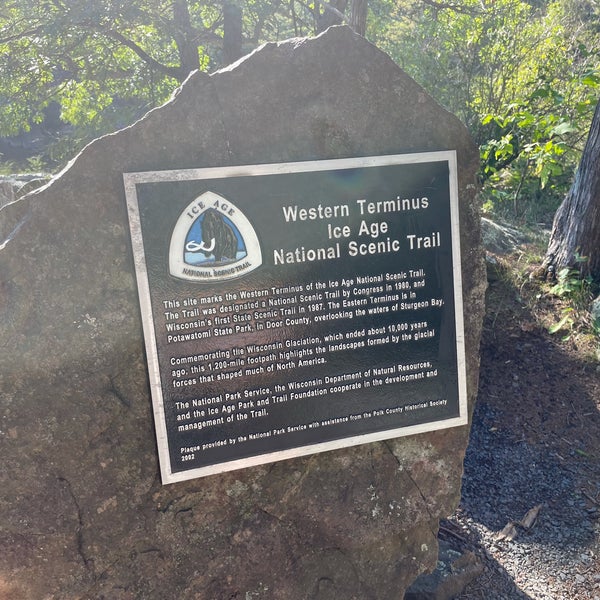 ICE AGE
NATIONAL SCENIC TRAIL
Western Terminus
Ice Age
National Scenic Trail
This site marks the Western Terminus of the Ice Age National Scenic Trail.
The Trail was designated a National Scenic Trail by Congress in 1980, and
Wisconsin's first State Scenic Trail in 1987. The Eastern Terminus is in
Potawatomi State Park, in Door County, overlooking the waters of Sturgeon Bay.
Commemorating the Wisconsin Glaciation, which ended about 10,000 years
ago, this 1,200-mile footpath highlights the landscapes formed by the glacial
forces that shaped much of North America.
The National Park Service, the Wisconsin Department of Natural Resources,
and the Ice Age Park and Trail Foundation cooperate in the development and
management of the Trail.
Plaque provided by the National Park Service with assistance from the Polk County Historical Society
2002